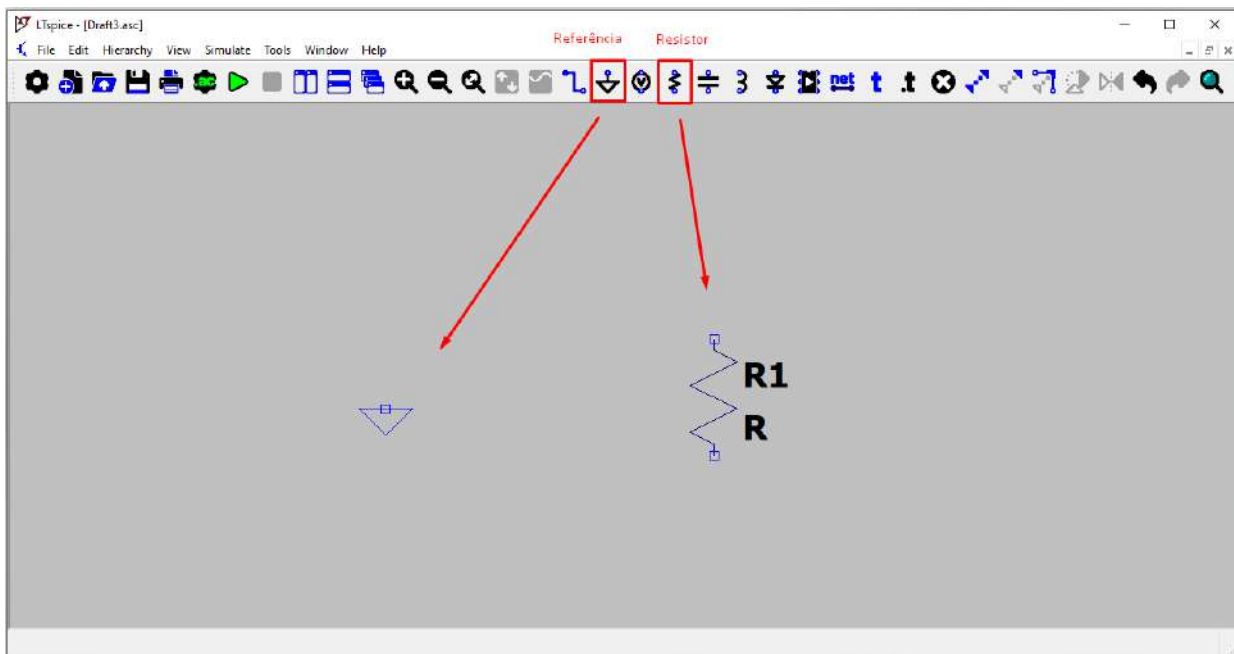 LTspice - [Draft3.asc]
File Edit Hierarchy View Simulate Tools Window Help
Referência Resistor
net t .t
R1
R